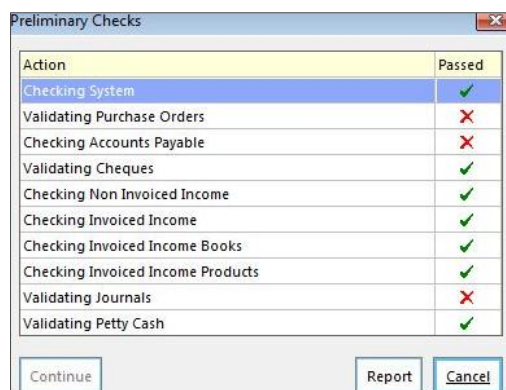 Preliminary Checks
Action Passed
Checking System
Validating Purchase Orders
Checking Accounts Payable
Validating Cheques
Checking Non Invoiced Income
Checking Invoiced Income
Checking Invoiced Income Books
Checking Invoiced Income Products
Validating Journals
Validating Petty Cash
Continue Report Cancel